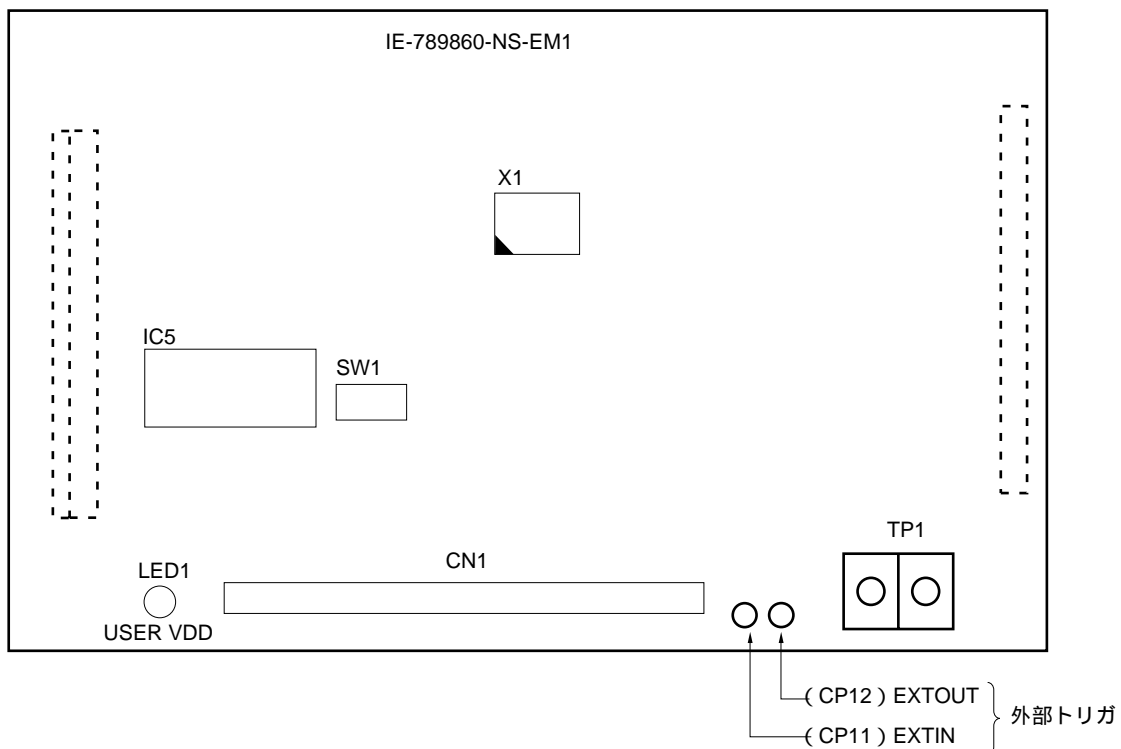 IE-789860-NS-EM1
X1
IC5
SW1
TP1
CN1
LED1
USER VDD
( CP12 ) EXTOUT
外部トリガ
( CP11 ) EXTIN